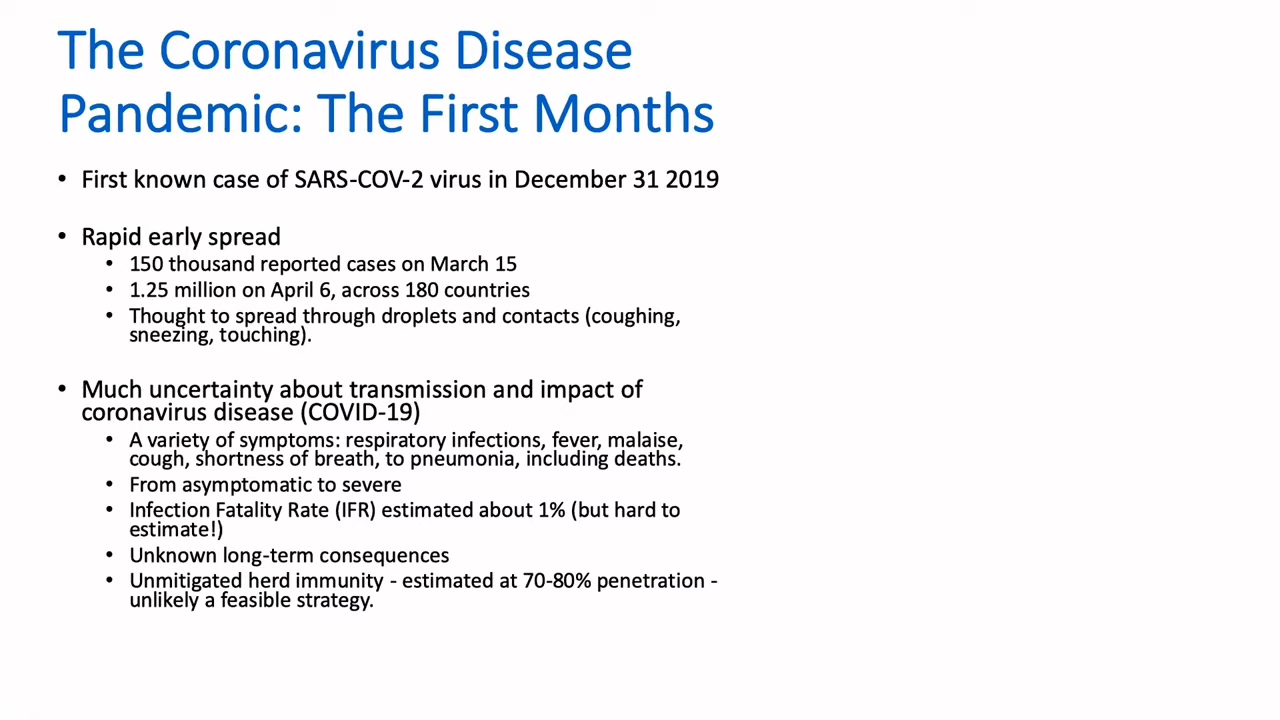 The Coronavirus Disease
Pandemic: The First Months
• First known case of SARS-COV-2 virus in December 31 2019
• Rapid early spread
• 150 thousand reported cases on March 15
• 1.25 million on April 6, across 180 countries
• Thought to spread through droplets and contacts (coughing,
sneezing, touching).
• Much uncertainty about transmission and impact of
coronavirus disease (COVID-19)
• A variety of symptoms: respiratory infections, fever, malaise,
cough, shortness of breath, to pneumonia, including deaths.
• From asymptomatic to severe
• Infection Fatality Rate (IFR) estimated about 1% (but hard to
estimate!)
• Unknown long-term consequences
• Unmitigated herd immunity - estimated at 70-80% penetration -
unlikely a feasible strategy.